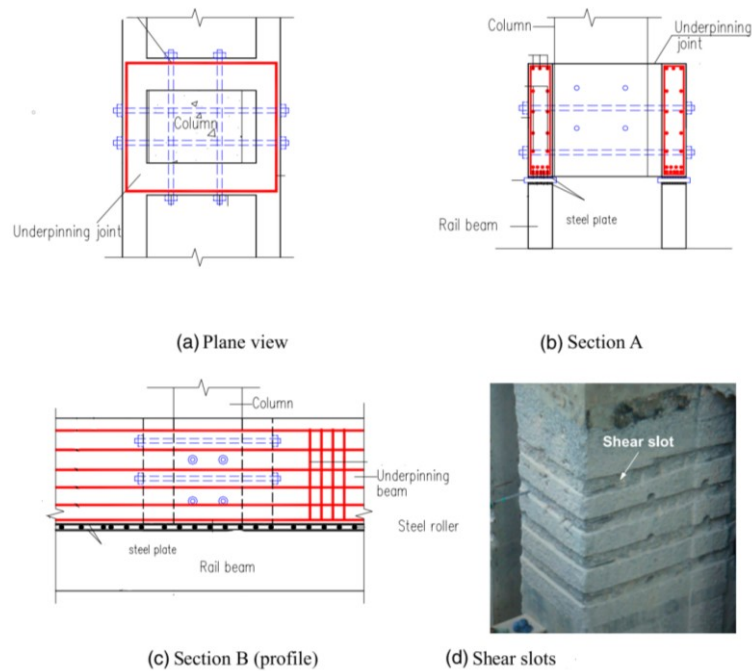 Column
Underpinning joint
(a) Plane view
Column
Underpinning
joint
Rail beam
steel plate
(b) Section A
Column
Underpinning
beam
Steel roller
steel plate
Rail beam
(c) Section B (profile)
Shear slot
(d) Shear slots